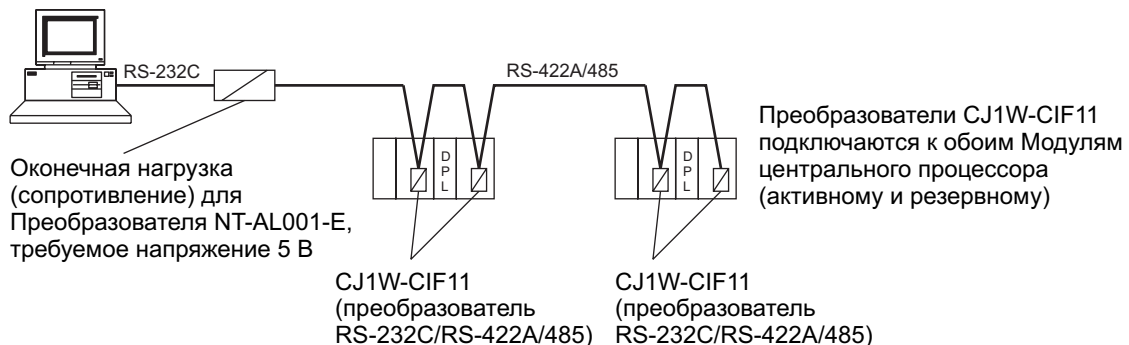 RS-232C
RS-422A/485
Преобразователи CJ1W-CIF11
подключаются к обоим Модулям
центрального процессора
(активному и резервному)
D
P
L
D
P
L
Оконечная нагрузка
(сопротивление) для
Преобразователя NT-AL001-E,
требуемое напряжение 5 В
CJ1W-CIF11
(преобразователь
RS-232C/RS-422A/485)
CJ1W-CIF11
(преобразователь
RS-232C/RS-422A/485)